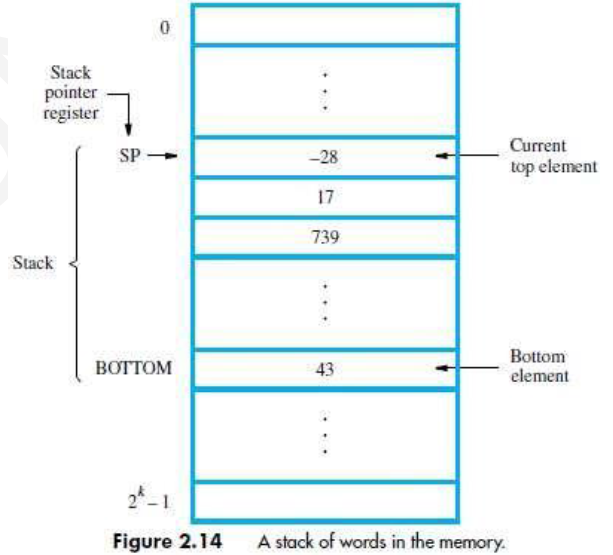 0
Stack
pointer
register
SP
–28
Current
top element
17
739
Stack
BOTTOM
43
Bottom
element
2^k – 1
Figure 2.14 A stack of words in the memory.